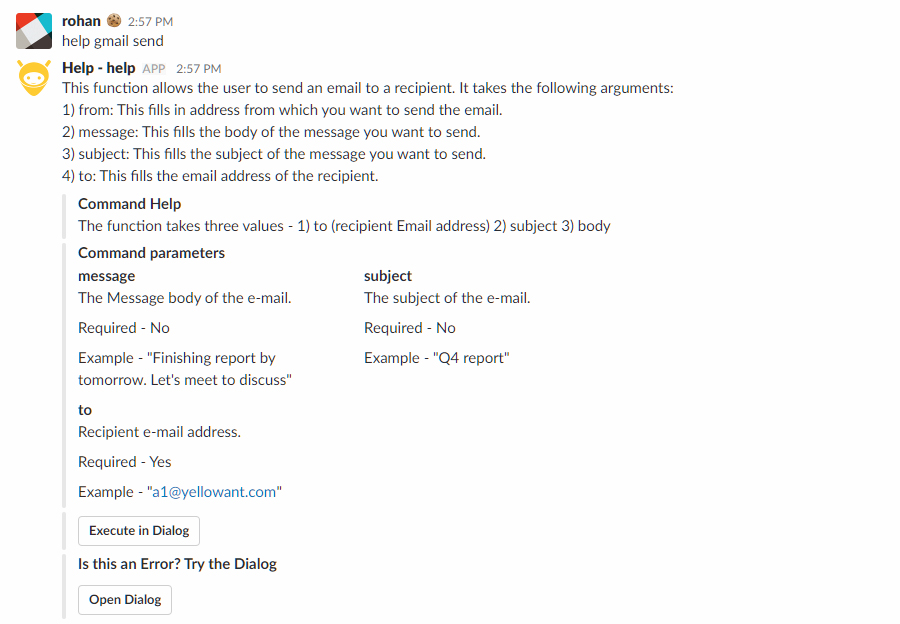 rohan 2:57 PM
help gmail send
Help - help APP 2:57 PM
This function allows the user to send an email to a recipient. It takes the following arguments:
1) from: This fills in address from which you want to send the email.
2) message: This fills the body of the message you want to send.
3) subject: This fills the subject of the message you want to send.
4) to: This fills the email address of the recipient.
Command Help
The function takes three values - 1) to (recipient Email address) 2) subject 3) body
Command parameters
message
The Message body of the e-mail.
Required - No
Example - "Finishing report by
tomorrow. Let's meet to discuss"
subject
The subject of the e-mail.
Required - No
Example - "Q4 report"
to
Recipient e-mail address.
Required - Yes
Example - "a1@yellowant.com"
Execute in Dialog
Is this an Error? Try the Dialog
Open Dialog